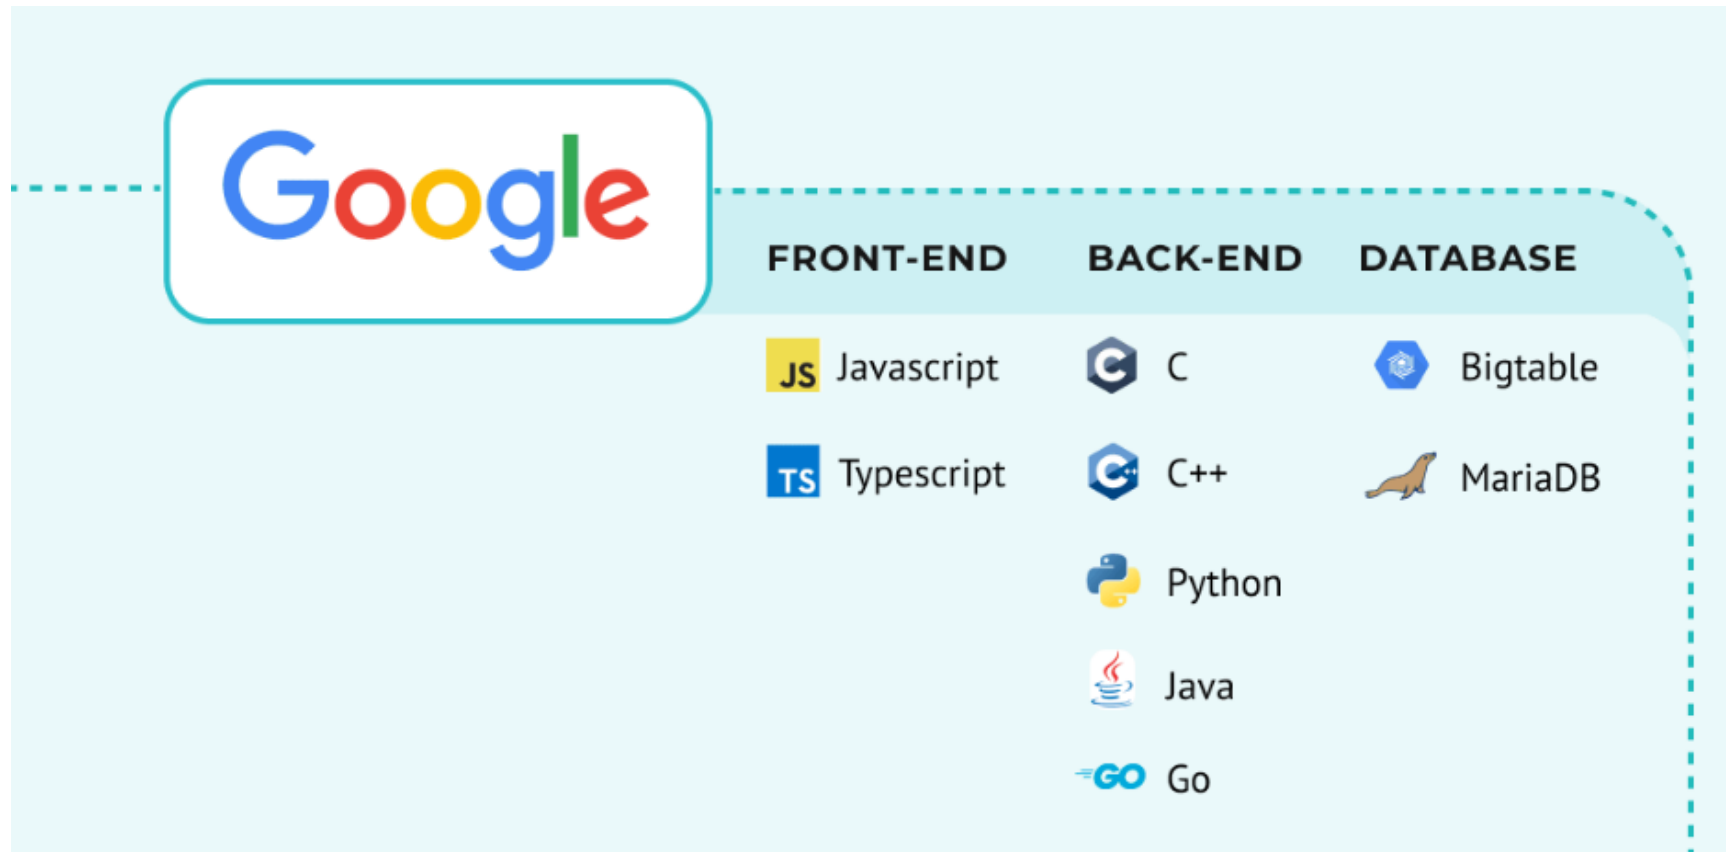 Google
FRONT-END BACK-END DATABASE
JS Javascript C C Bigtable
TS Typescript C++ C++ MariaDB
Python
Java
GO Go